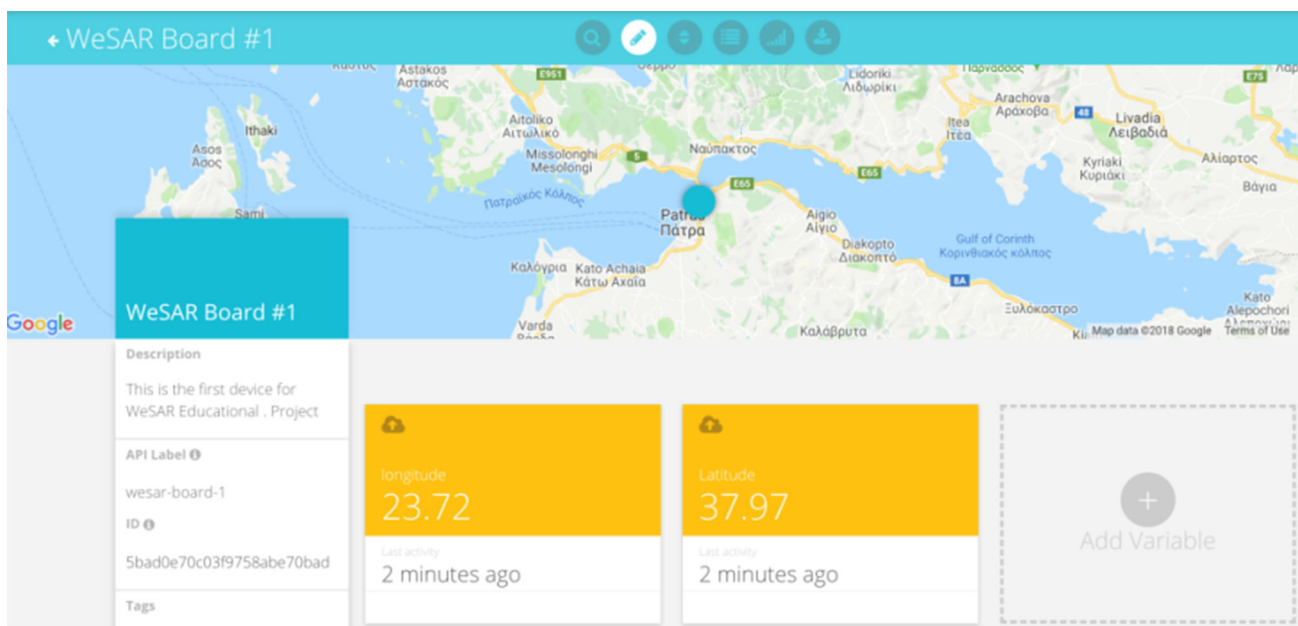 WeSAR Board #1
Astakos
Αστακός
E951
Lidoriki
Λιδωρίκι
E75
Arachova
Αράχοβα
48
Livadia
Λειβαδιά
Ithaki
Asos
Άσος
Aitoliko
Αιτωλικό
Itea
Ιτέα
Missolonghi
Mesolongi
5
Ναύπακτος
E65
E65
Kyriaki
Κυριάκι
Αλίαρτος
Βάγια
Πατραϊκός Κόλπος
Sami
Πάτρα
Aigio
Αίγιο
Diakopto
Διακοπτό
Gulf of Corinth
Κορινθιακός κόλπος
Καλόγρια
Kato Achaia
Κάτω Αχαΐα
8A
Ξυλόκαστρο
Kato
Alepochori
Varda
Καλάβρυτα
Google
Map data ©2018 Google
Terms of Use
WeSAR Board #1
Description
This is the first device for
WeSAR Educational . Project
API Label
wesar-board-1
ID
5bad0e70c03f9758abe70bad
Tags
longitude
23.72
Last activity
2 minutes ago
Latitude
37.97
Last activity
2 minutes ago
Add Variable